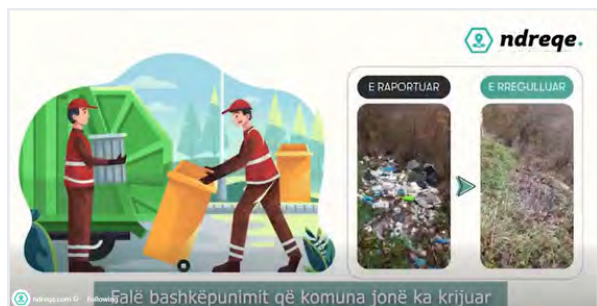 ndreqe.
E RAPORTUAR
E RREGULLUAR
Falë bashkëpunimit që komuna jonë ka krijuar
ndreqe.com
Following